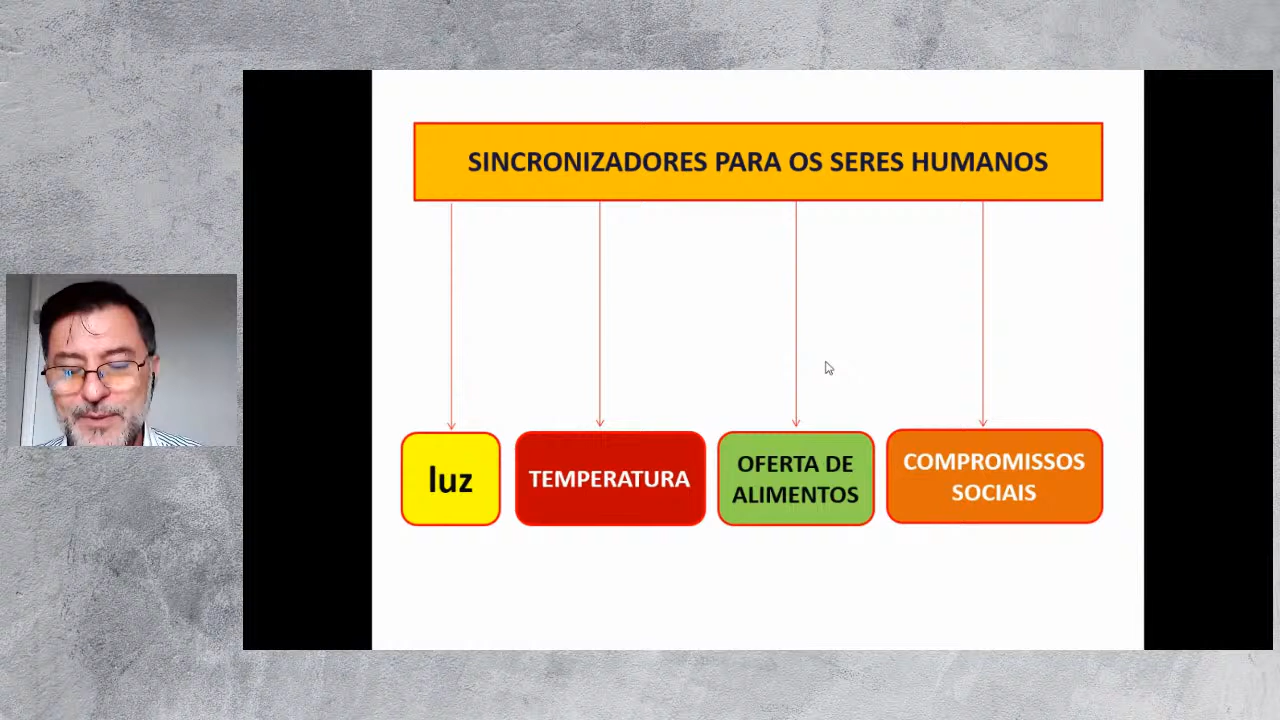 SINCRONIZADORES PARA OS SERES HUMANOS
luz
TEMPERATURA
OFERTA DE
ALIMENTOS
COMPROMISSOS
SOCIAIS